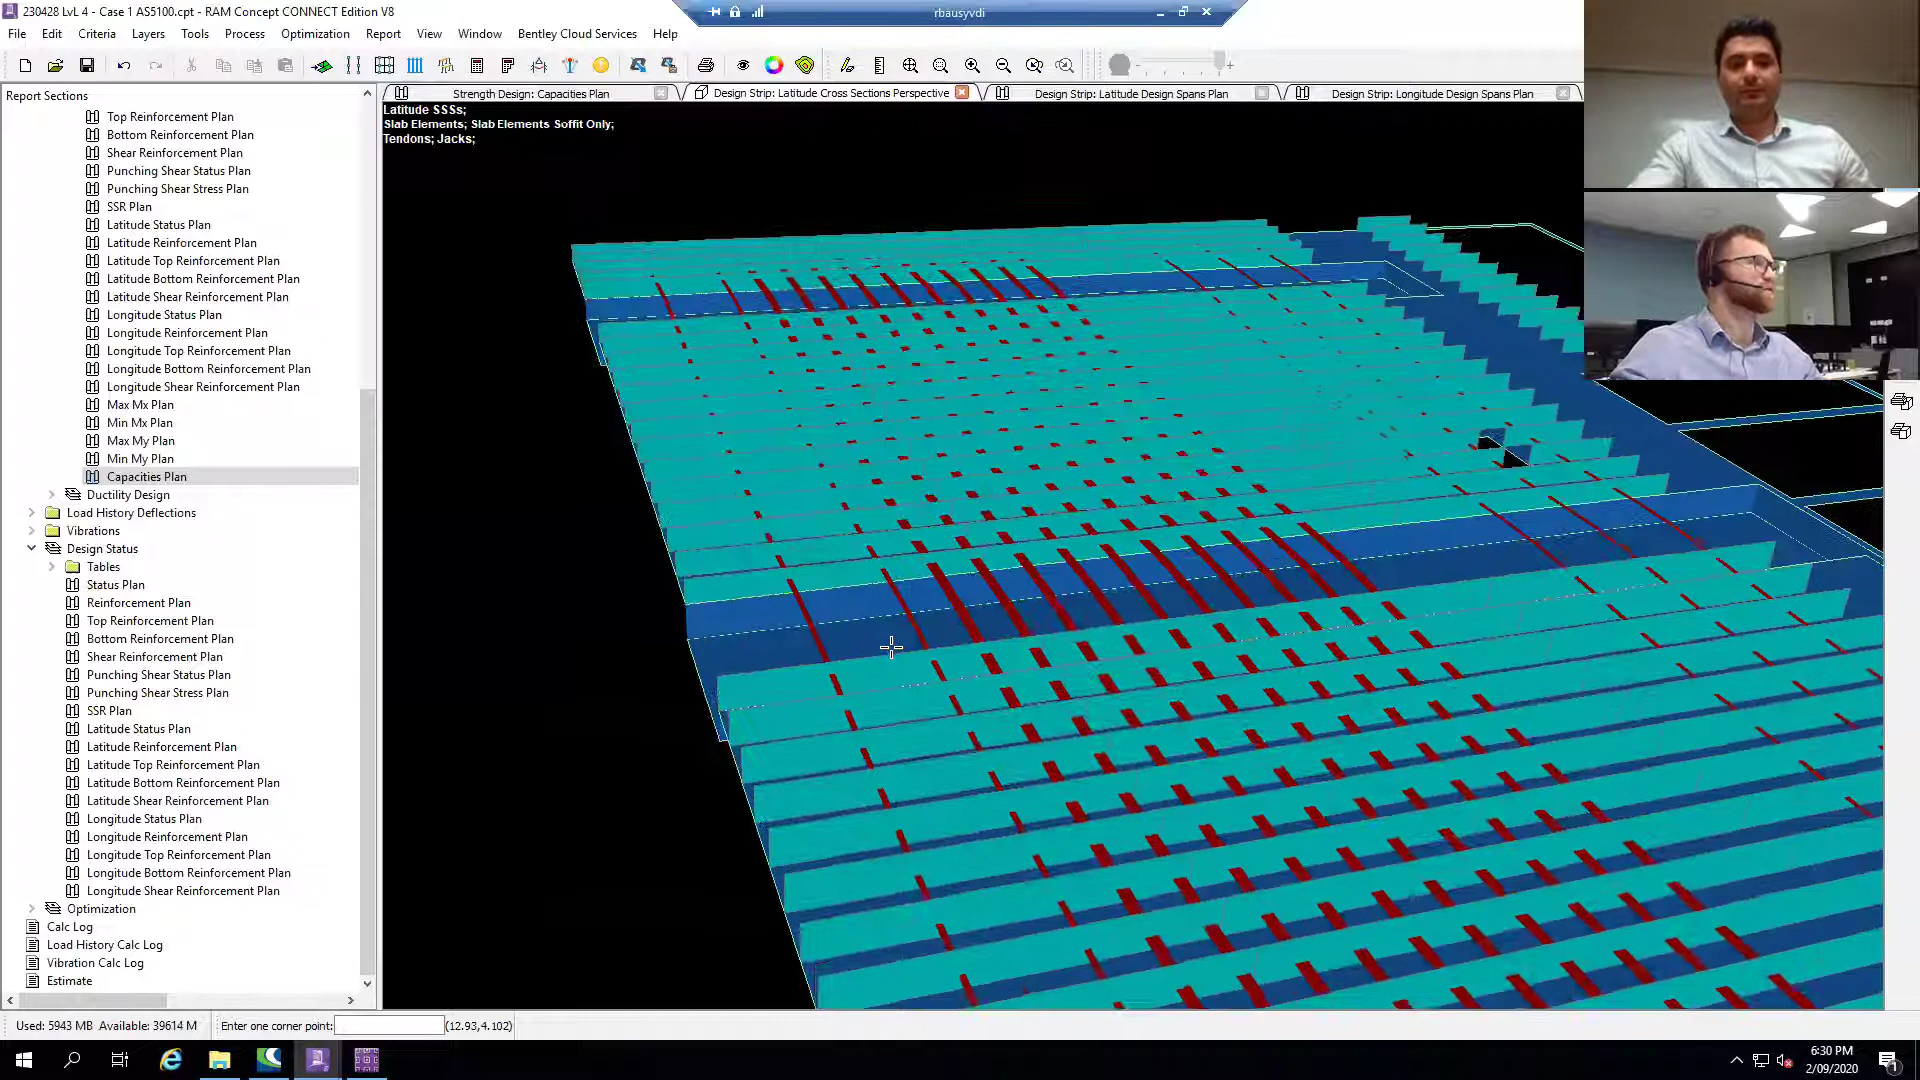 230428 LvL 4 - Case 1 AS5100.cpt - RAM Concept CONNECT Edition V8
rbausyvdi
File Edit Criteria Layers Tools Process Optimization Report View Window Bentley Cloud Services Help
Report Sections
Strength Design: Capacities Plan
Design Strip: Latitude Cross Sections Perspective
Design Strip: Latitude Design Spans Plan
Design Strip: Longitude Design Spans Plan
Latitude SSSs;
Slab Elements; Slab Elements Soffit Only;
Tendons; Jacks;
Top Reinforcement Plan
Bottom Reinforcement Plan
Shear Reinforcement Plan
Punching Shear Status Plan
Punching Shear Stress Plan
SSR Plan
Latitude Status Plan
Latitude Reinforcement Plan
Latitude Top Reinforcement Plan
Latitude Bottom Reinforcement Plan
Latitude Shear Reinforcement Plan
Longitude Status Plan
Longitude Reinforcement Plan
Longitude Top Reinforcement Plan
Longitude Bottom Reinforcement Plan
Longitude Shear Reinforcement Plan
Max Mx Plan
Min Mx Plan
Max My Plan
Min My Plan
Capacities Plan
Ductility Design
Load History Deflections
Vibrations
Design Status
Tables
Status Plan
Reinforcement Plan
Top Reinforcement Plan
Bottom Reinforcement Plan
Shear Reinforcement Plan
Punching Shear Status Plan
Punching Shear Stress Plan
SSR Plan
Latitude Status Plan
Latitude Reinforcement Plan
Latitude Top Reinforcement Plan
Latitude Bottom Reinforcement Plan
Latitude Shear Reinforcement Plan
Longitude Status Plan
Longitude Reinforcement Plan
Longitude Top Reinforcement Plan
Longitude Bottom Reinforcement Plan
Longitude Shear Reinforcement Plan
Optimization
Calc Log
Load History Calc Log
Vibration Calc Log
Estimate
Used: 5943 MB Available: 39614 M
Enter one corner point:
(12.93,4.102)
6:30 PM
2/09/2020
1